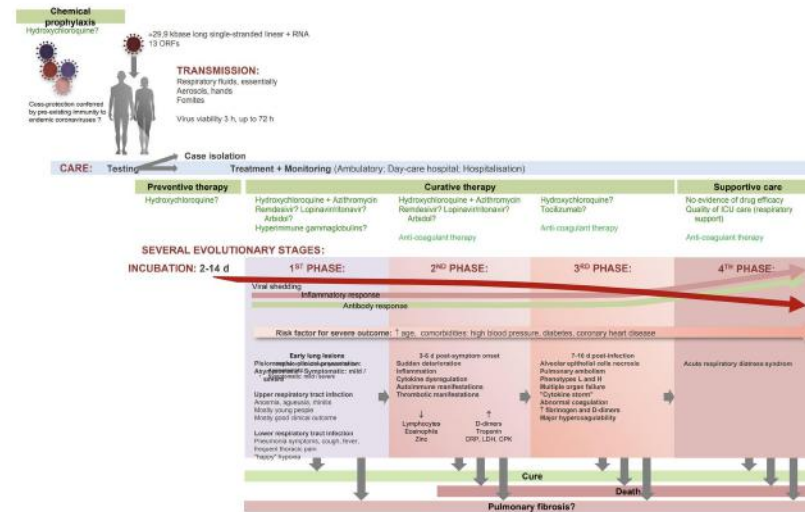 Chemical
prophylaxis
Hydroxychloroquine?
≈29,9 kbase long single-stranded linear + RNA
13 ORFs
TRANSMISSION:
Respiratory fluids, essentially
Aerosols, hands
Fomites
Virus viability 3 h, up to 72 h
Coss-protection conferred
by pre-existing immunity to
endemic coronaviruses ?
CARE:
Testing
Case isolation
Treatment + Monitoring (Ambulatory; Day-care hospital; Hospitalisation)
Preventive therapy
Hydroxychloroquine?
Curative therapy
Hydroxychloroquine + Azithromycin
Remdesivir? Lopinavir/ritonavir?
Arbidol?
Hyperimmune gammaglobulins?
Hydroxychloroquine + Azithromycin
Remdesivir? Lopinavir/ritonavir?
Arbidol?
Anti-coagulant therapy
Hydroxychloroquine?
Tocilizumab?
Anti-coagulant therapy
Supportive care
No evidence of drug efficacy
Quality of ICU care (respiratory
support)
Anti-coagulant therapy
SEVERAL EVOLUTIONARY STAGES:
INCUBATION: 2-14 d
1ST PHASE:
2ND PHASE:
3RD PHASE:
4TH PHASE:
Viral shedding
Inflammatory response
Antibody response
Risk factor for severe outcome: ↑ age, comorbidities: high blood pressure, diabetes, coronary heart disease
Early lung lesions
Symptomatic: mild /
severe
Upper respiratory tract infection
Anosmia, agueusia, rhinitis
Mostly young people
Mostly good clinical outcome
Lower respiratory tract infection
Pneumonia symptoms, cough, fever,
frequent thoracic pain
"happy" hypoxia
3-5 d post-symptom onset
Sudden deterioration
Inflammation
Cytokine dysregulation
Autoimmune manifestations
Thrombotic manifestations
↓
Lymphocytes
Eosinophils
Zinc
↑
D-dimers
Troponin
CRP, LDH, CPK
7-10 d post-infection
Alveolar epithelial cells necrosis
Pulmonary embolism
Phenotypes L and H
Multiple organ failure
"Cytokine storm"
Abnormal coagulation
↑ fibrinogen and D-dimers
Major hypercoagulability
Acute respiratory distress syndrom
Cure
Death
Pulmonary fibrosis?